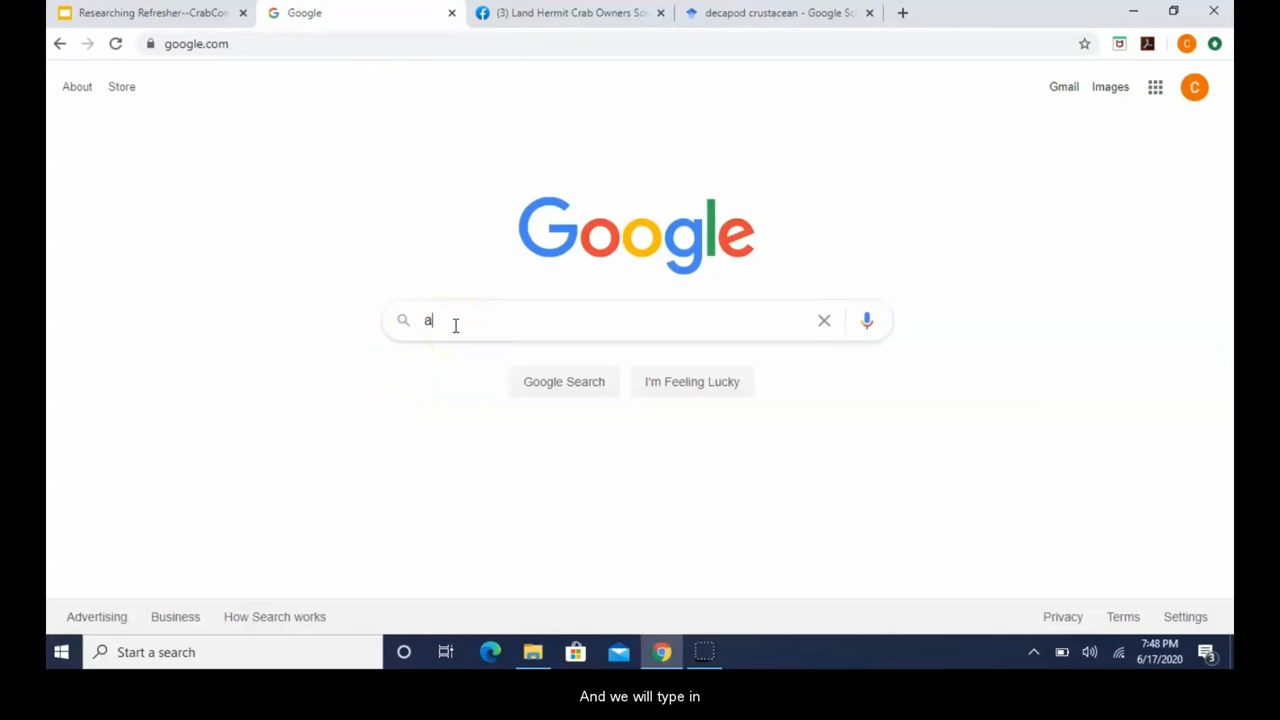 Researching Refresher--CrabCon
Google
(3) Land Hermit Crab Owners So
decapod crustacean - Google Sc
google.com
C
About Store
Gmail Images
C
Google
a
Google Search I'm Feeling Lucky
Advertising Business How Search works
Privacy Terms Settings
Start a search
7:48 PM
6/17/2020
3
And we will type in